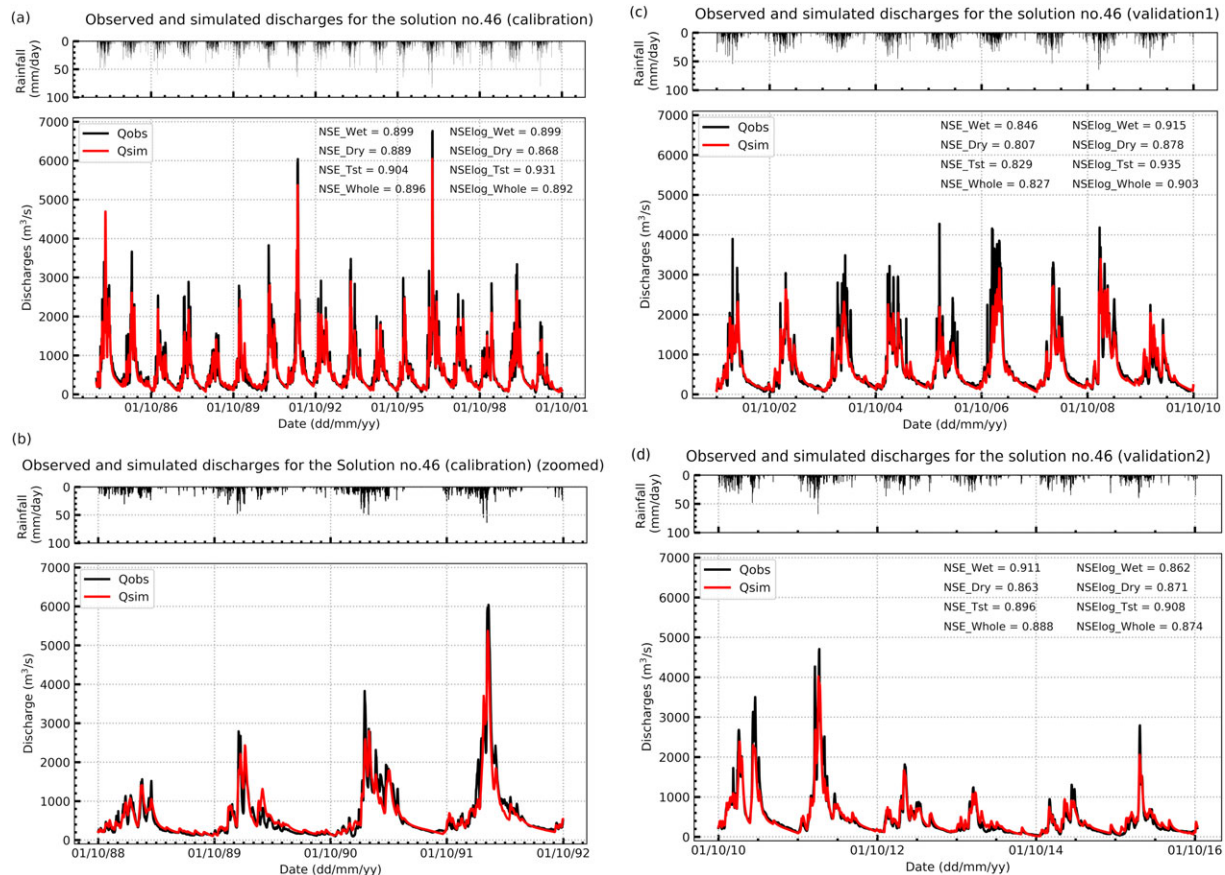 (a)
Observed and simulated discharges for the solution no.46 (calibration)
Rainfall
(mm/day)
0
50
100
Discharges (m³/s)
7000
6000
5000
4000
3000
2000
1000
0
Qobs
Qsim
NSE_Wet = 0.899 NSElog_Wet = 0.899
NSE_Dry = 0.889 NSElog_Dry = 0.868
NSE_Tst = 0.904 NSElog_Tst = 0.931
NSE_Whole = 0.896 NSElog_Whole = 0.892
01/10/86 01/10/89 01/10/92 01/10/95 01/10/98 01/10/01
Date (dd/mm/yy)
(b)
Observed and simulated discharges for the Solution no.46 (calibration) (zoomed)
Rainfall
(mm/day)
0
50
100
Discharge (m³/s)
7000
6000
5000
4000
3000
2000
1000
0
Qobs
Qsim
01/10/88 01/10/89 01/10/90 01/10/91 01/10/92
Date (dd/mm/yy)
(c)
Observed and simulated discharges for the solution no.46 (validation1)
Rainfall
(mm/day)
0
50
100
Discharges (m³/s)
7000
6000
5000
4000
3000
2000
1000
0
Qobs
Qsim
NSE_Wet = 0.846 NSElog_Wet = 0.915
NSE_Dry = 0.807 NSElog_Dry = 0.878
NSE_Tst = 0.829 NSElog_Tst = 0.935
NSE_Whole = 0.827 NSElog_Whole = 0.903
01/10/02 01/10/04 01/10/06 01/10/08 01/10/10
Date (dd/mm/yy)
(d)
Observed and simulated discharges for the solution no.46 (validation2)
Rainfall
(mm/day)
0
50
100
Discharges (m³/s)
7000
6000
5000
4000
3000
2000
1000
0
Qobs
Qsim
NSE_Wet = 0.911 NSElog_Wet = 0.862
NSE_Dry = 0.863 NSElog_Dry = 0.871
NSE_Tst = 0.896 NSElog_Tst = 0.908
NSE_Whole = 0.888 NSElog_Whole = 0.874
01/10/10 01/10/12 01/10/14 01/10/16
Date (dd/mm/yy)